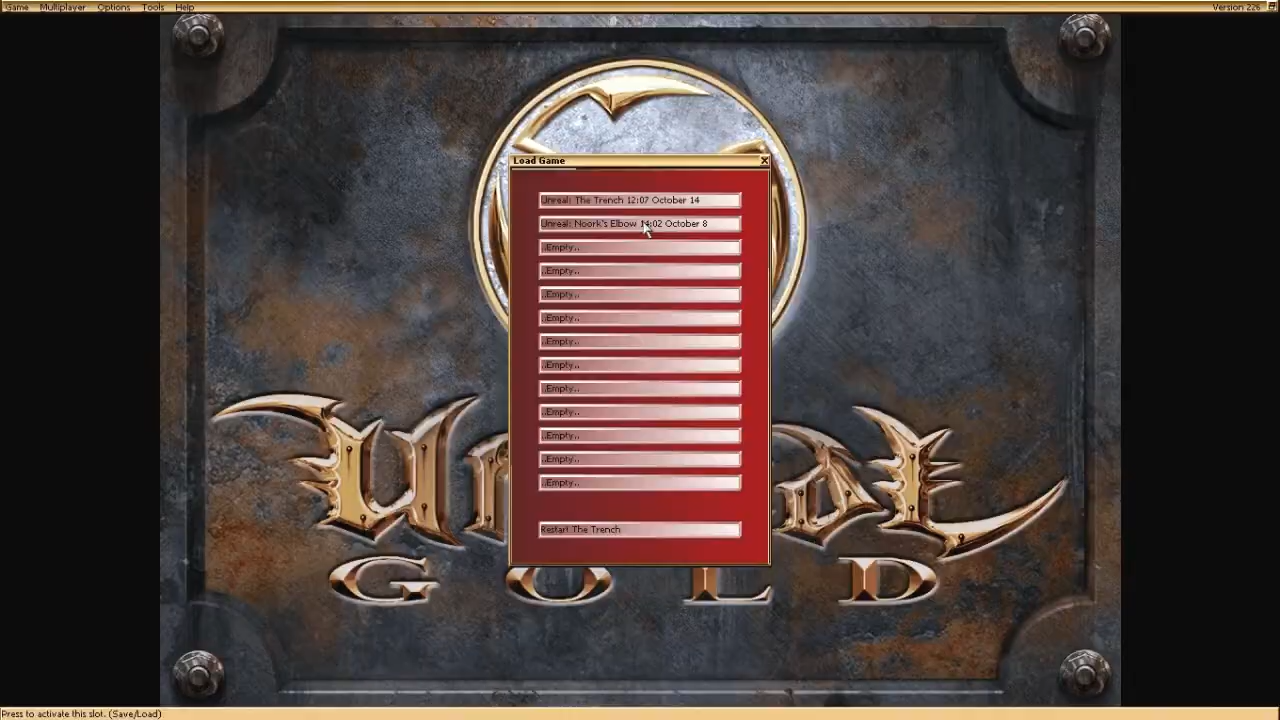 Game Multiplayer Options Tools Help Version 226
Load Game
Unreal: The Trench 12:07 October 14
Unreal: Noork's Elbow 14:02 October 8
..Empty..
..Empty..
..Empty..
..Empty..
..Empty..
..Empty..
..Empty..
..Empty..
..Empty..
..Empty..
..Empty..
Restart The Trench
UNREAL
GOLD
Press to activate this slot. (Save/Load)